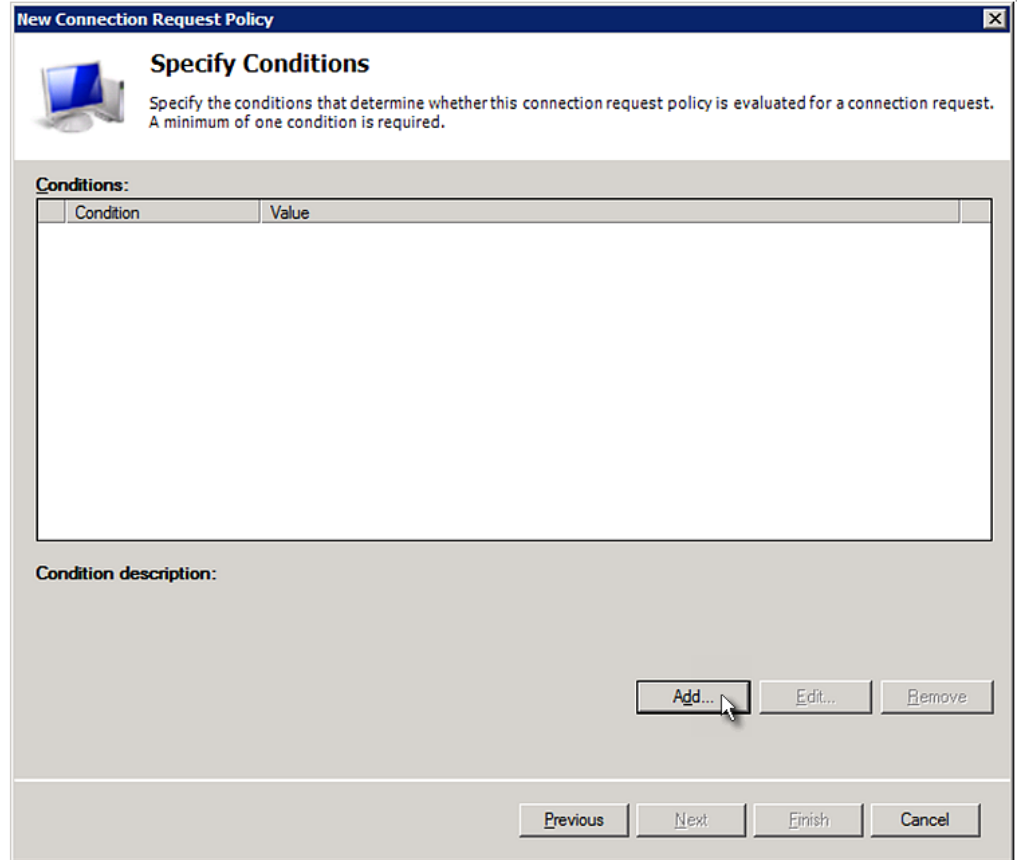 New Connection Request Policy
Specify Conditions
Specify the conditions that determine whether this connection request policy is evaluated for a connection request.
A minimum of one condition is required.
Conditions:
Condition Value
Condition description:
Add... Edit... Remove
Previous Next Finish Cancel